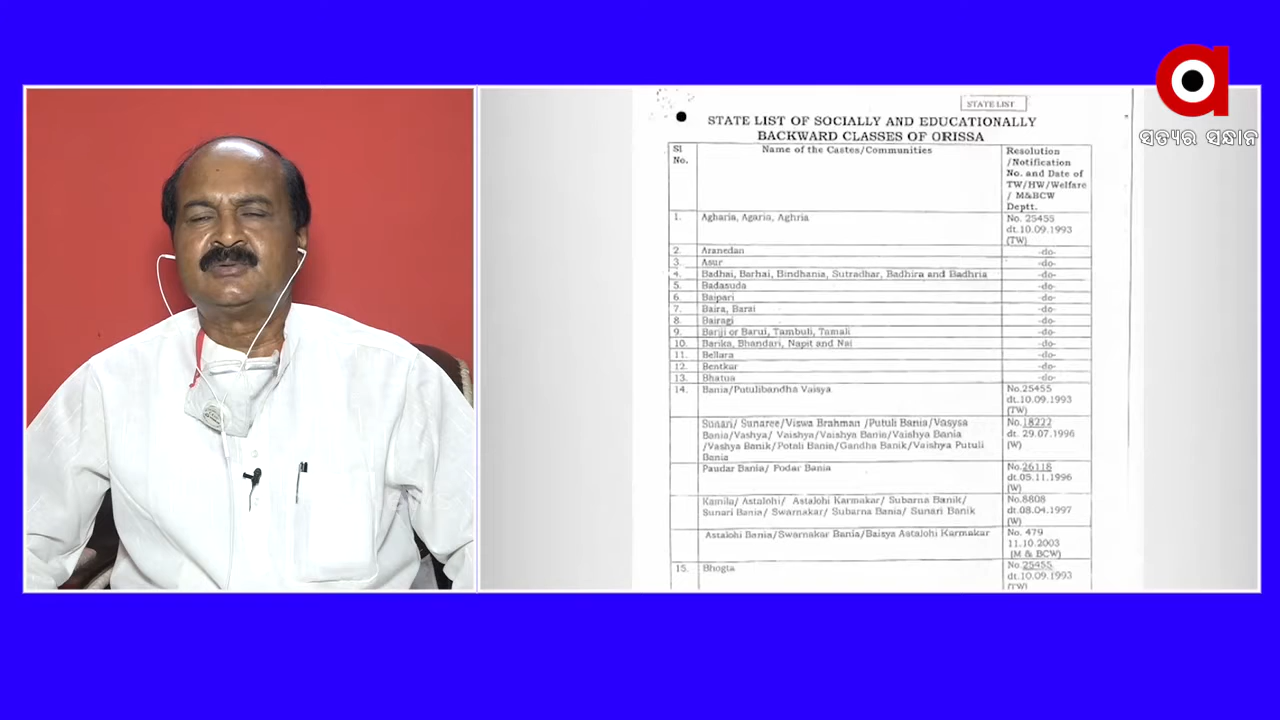 ସତ୍ୟର ସନ୍ଧାନ
STATE LIST
STATE LIST OF SOCIALLY AND EDUCATIONALLY
BACKWARD CLASSES OF ORISSA
Sl No. Name of the Castes/Communities Resolution
/Notification
No. and Date of
TW/HW/Welfare
/ M&BCW
Deptt.
1. Agharia, Agaria, Aghria No. 25455
dt.10.09.1993
(TW)
2. Aranedan -do-
3. Asur -do-
4. Badhai, Barhai, Bindhania, Sutradhar, Badhira and Badhria -do-
5. Badasuda -do-
6. Baipari -do-
7. Baira, Barai -do-
8. Bairagi -do-
9. Bariji or Barui, Tambuli, Tamali -do-
10. Barika, Bhandari, Napit and Nai -do-
11. Bellara -do-
12. Bentkar -do-
13. Bhatua -do-
14. Bania/Putulibandha Vaisya No.25455
dt.10.09.1993
(TW)
Sunari/ Sunaree/Viswa Brahman /Putuli Bania/Vasysa No.18222
Bania/Vashya/ Vaishya/Vaishya Bania/Vaishya Bania dt. 29.07.1996
/Vashya Banik/Potali Bania/Gandha Banik/Vaishya Putuli (W)
Bania
Paudar Bania/ Podar Bania No.26118
dt.05.11.1996
(W)
Kamila/ Astalohi/ Astalohi Karmakar/ Subarna Banik/ No.8808
Sunari Bania/ Swarnakar/ Subarna Bania/ Sunari Banik dt.08.04.1997
(W)
Astalohi Bania/Swarnakar Bania/Baisya Astalohi Karmakar No. 479
11.10.2003
(M & BCW)
15. Bhogta No.25455
dt.10.09.1993
(TW)